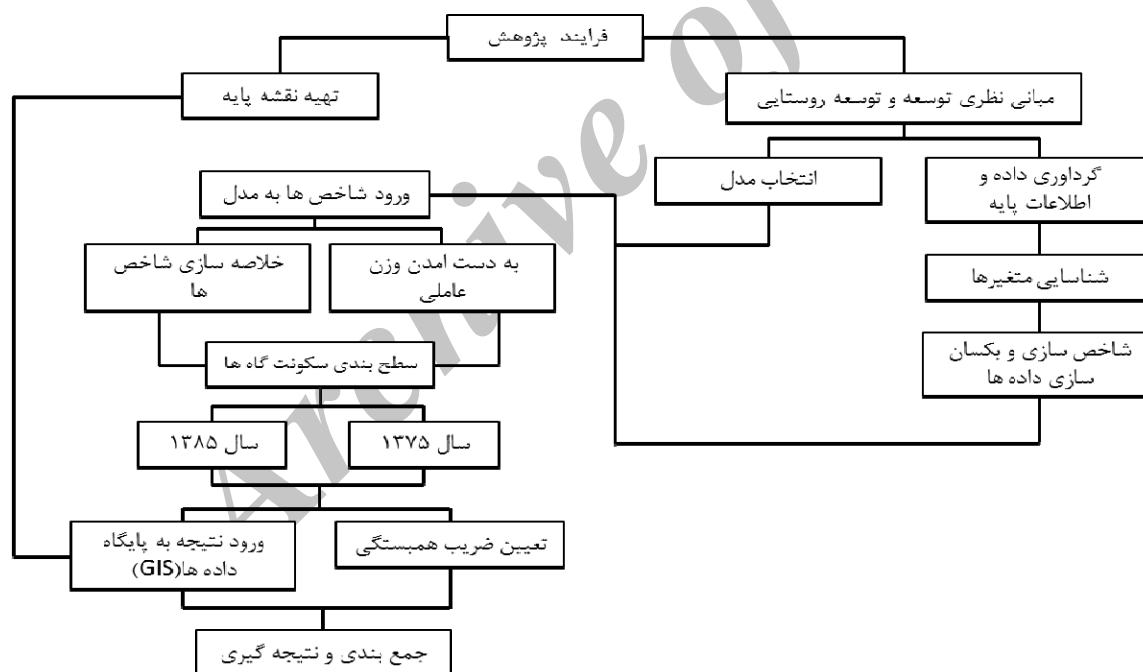 فرایند پژوهش
تهیه نقشه پایه
مبانی نظری توسعه و توسعه روستایی
انتخاب مدل
گرداوری داده و
اطلاعات پایه
ورود شاخص ها به مدل
خلاصه سازی شاخص
ها
به دست امدن وزن
عاملی
شناسایی متغیرها
شاخص سازی و یکسان
سازی داده ها
سطح بندی سکونت گاه ها
سال ۱۳۸۵
سال ۱۳۷۵
ورود نتیجه به پایگاه
داده ها(GIS)
تعیین ضریب همبستگی
جمع بندی و نتیجه گیری
Archive of